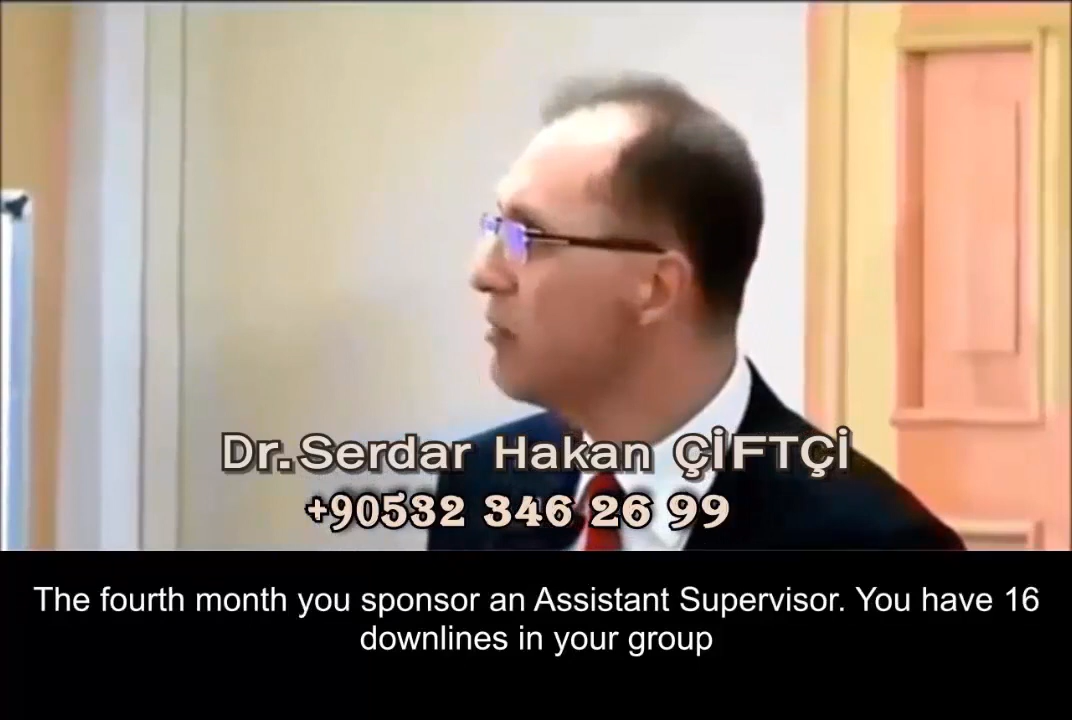 Dr.Serdar Hakan ÇİFTÇİ
+90532 346 26 99
The fourth month you sponsor an Assistant Supervisor. You have 16
downlines in your group